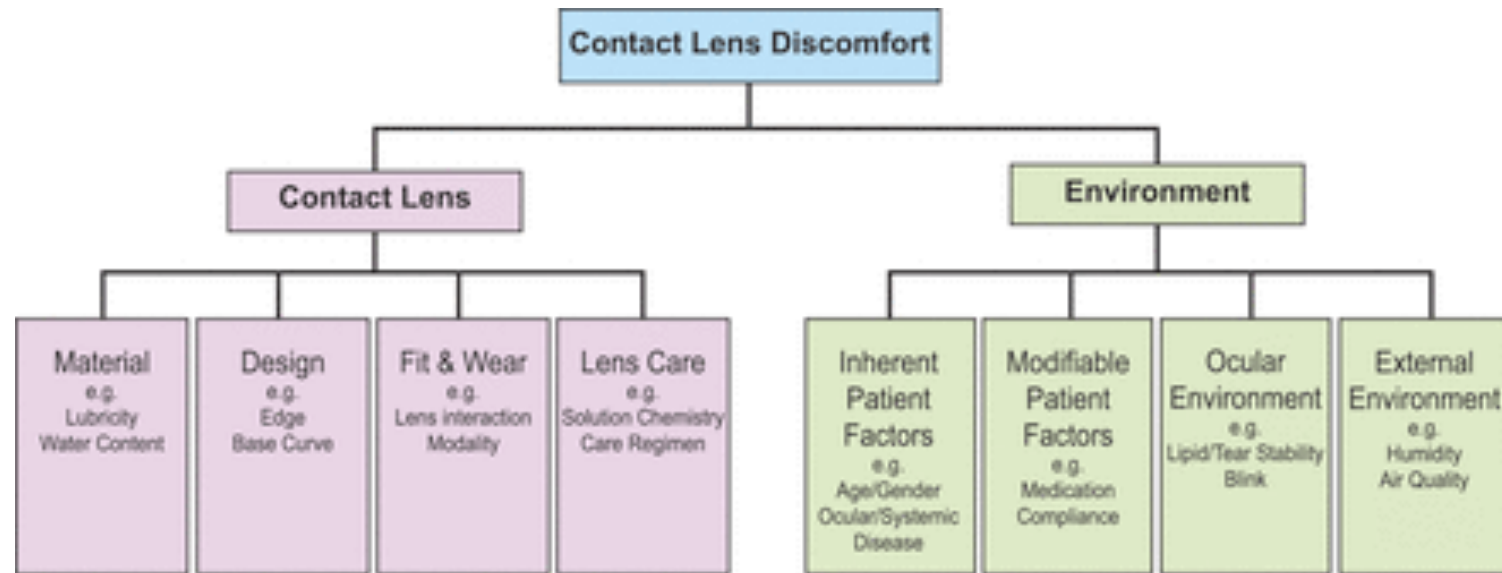 Contact Lens Discomfort
Contact Lens
Environment
Material
e.g.
Lubricity
Water Content
Design
e.g.
Edge
Base Curve
Fit & Wear
e.g.
Lens interaction
Modality
Lens Care
e.g.
Solution Chemistry
Care Regimen
Inherent
Patient
Factors
e.g.
Age/Gender
Ocular/Systemic
Disease
Modifiable
Patient
Factors
e.g.
Medication
Compliance
Ocular
Environment
e.g.
Lipid/Tear Stability
Blink
External
Environment
e.g.
Humidity
Air Quality